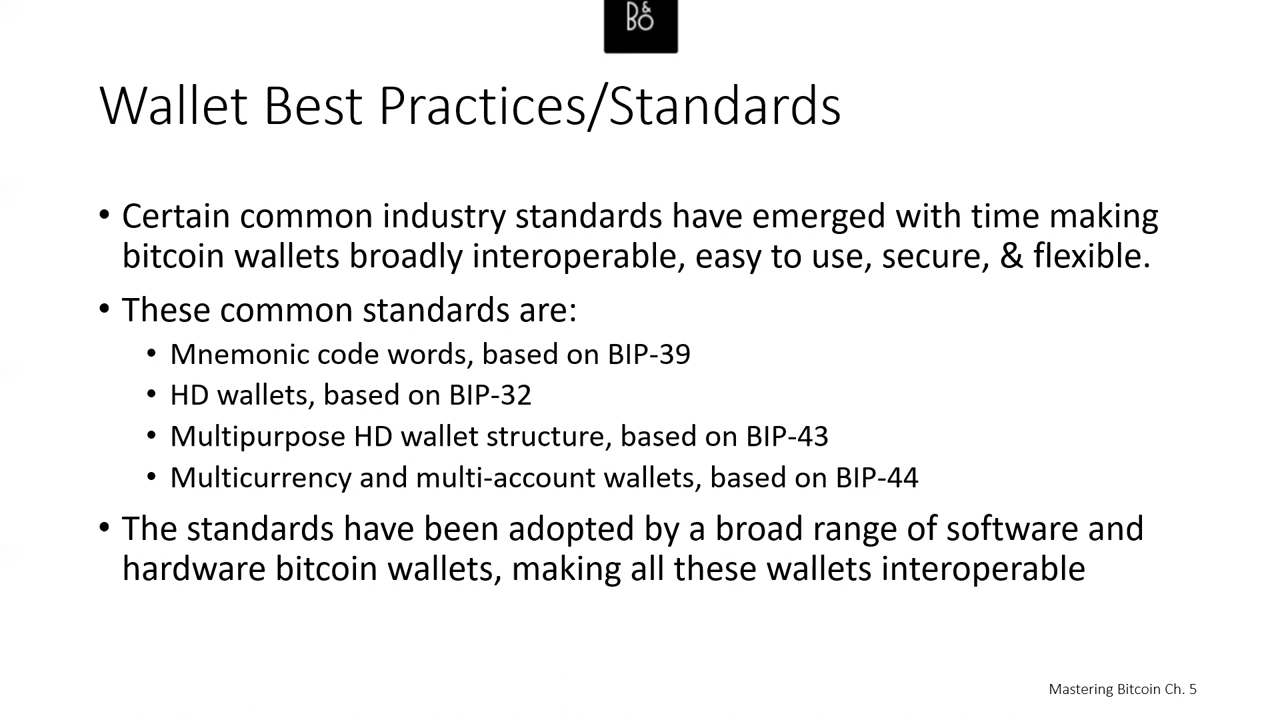 B&O
Wallet Best Practices/Standards
• Certain common industry standards have emerged with time making
bitcoin wallets broadly interoperable, easy to use, secure, & flexible.
• These common standards are:
• Mnemonic code words, based on BIP-39
• HD wallets, based on BIP-32
• Multipurpose HD wallet structure, based on BIP-43
• Multicurrency and multi-account wallets, based on BIP-44
• The standards have been adopted by a broad range of software and
hardware bitcoin wallets, making all these wallets interoperable
Mastering Bitcoin Ch. 5